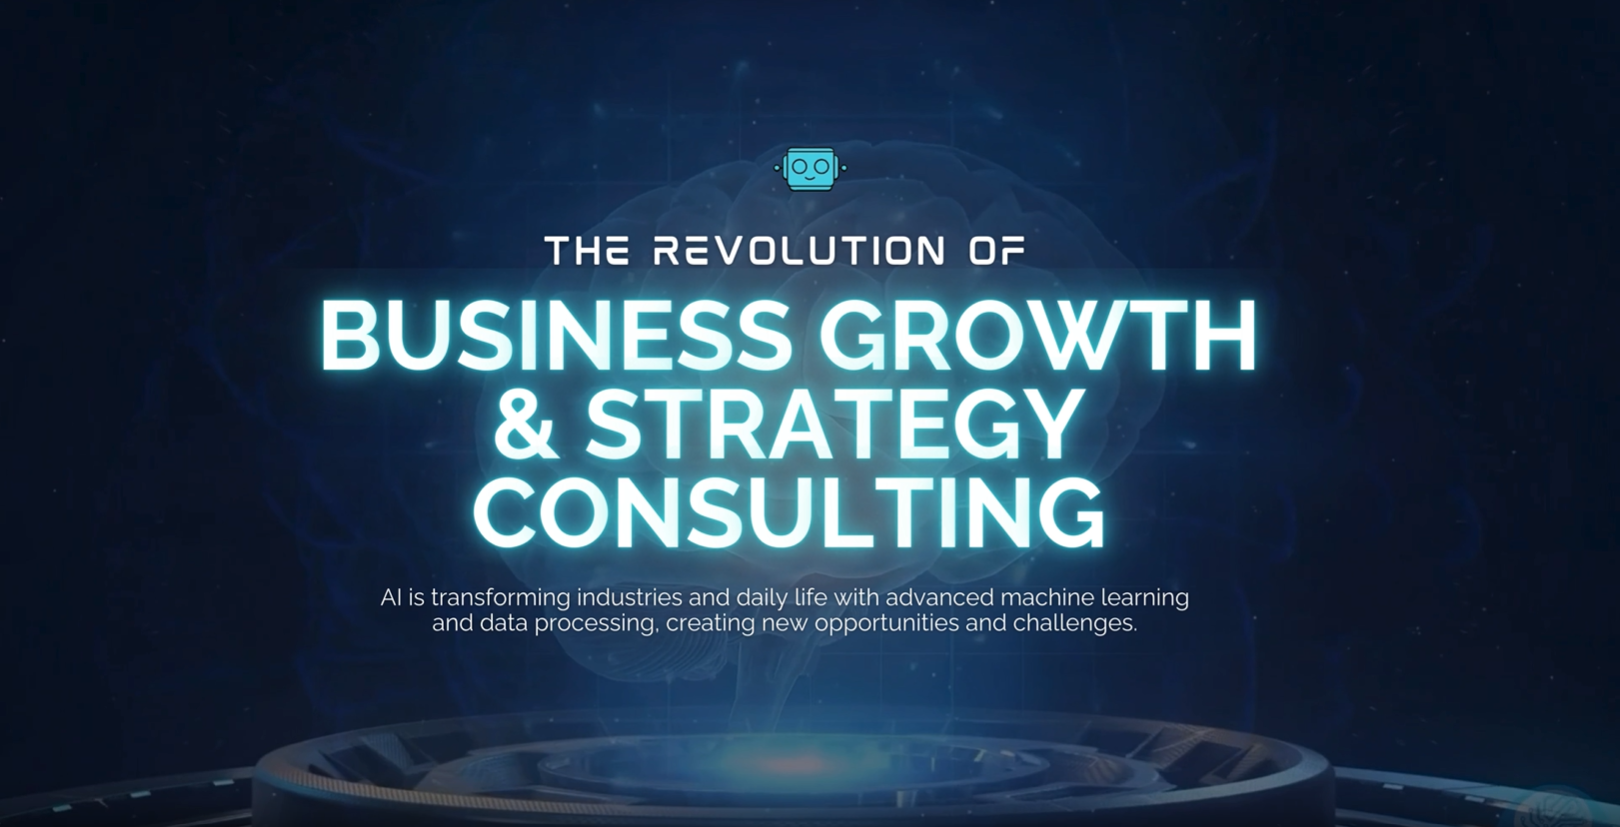 THE REVOLUTION OF
BUSINESS GROWTH
& STRATEGY
CONSULTING
AI is transforming industries and daily life with advanced machine learning
and data processing, creating new opportunities and challenges.